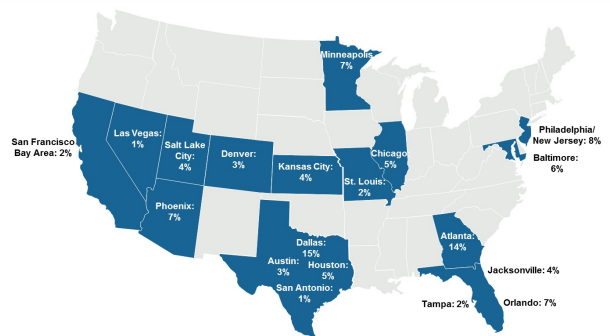 Minneapolis
7%
San Francisco
Bay Area: 2%
Las Vegas:
1%
Salt Lake
City:
4%
Denver:
3%
Kansas City:
4%
Chicago
5%
St. Louis:
2%
Philadelphia/
New Jersey: 8%
Baltimore:
6%
Phoenix:
7%
Dallas:
15%
Austin:
3%
Houston:
5%
San Antonio:
1%
Atlanta:
14%
Jacksonville: 4%
Tampa: 2%
Orlando: 7%